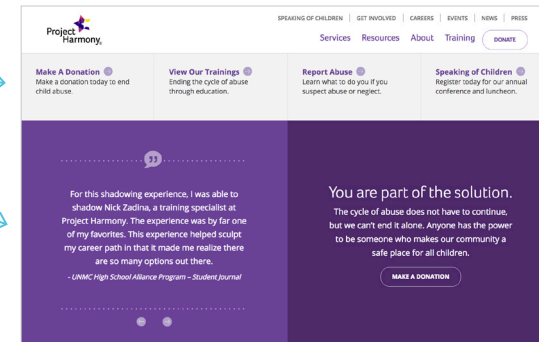 Project
Harmony.
SPEAKING OF CHILDREN | GET INVOLVED | CAREERS | EVENTS | NEWS | PRESS
Services Resources About Training DONATE
Make A Donation
Make a donation today to end
child abuse.
View Our Trainings
Ending the cycle of abuse
through education.
Report Abuse
Learn what to do you if you
suspect abuse or neglect.
Speaking of Children
Register today for our annual
conference and luncheon.
For this shadowing experience, I was able to
shadow Nick Zadina, a training specialist at
Project Harmony. The experience was by far one
of my favorites. This experience helped sculpt
my career path in that it made me realize there
are so many options out there.
- UNMC High School Alliance Program – Student Journal
You are part of the solution.
The cycle of abuse does not have to continue,
but we can't end it alone. Anyone has the power
to be someone who makes our community a
safe place for all children.
MAKE A DONATION